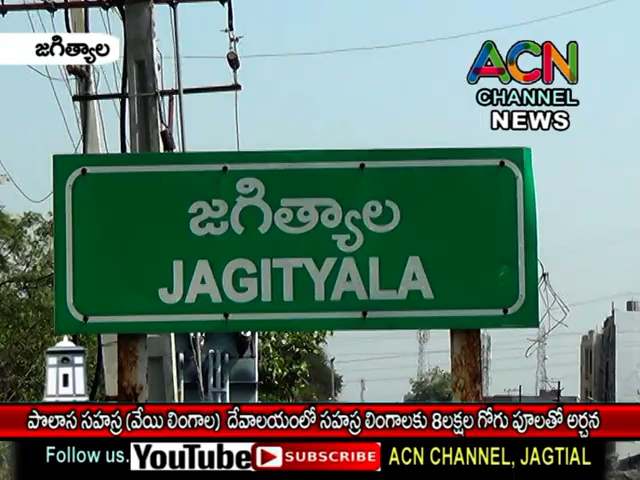 జగిత్యాల
ACN
CHANNEL
NEWS
జగిత్యాల
JAGITYALA
పొలాస సహస్ర (వేయి లింగాల) దేవాలయంలో సహస్ర లింగాలకు 8లక్షల గోగు పూలతో అర్చన
Follow us. YouTube SUBSCRIBE ACN CHANNEL, JAGTIAL